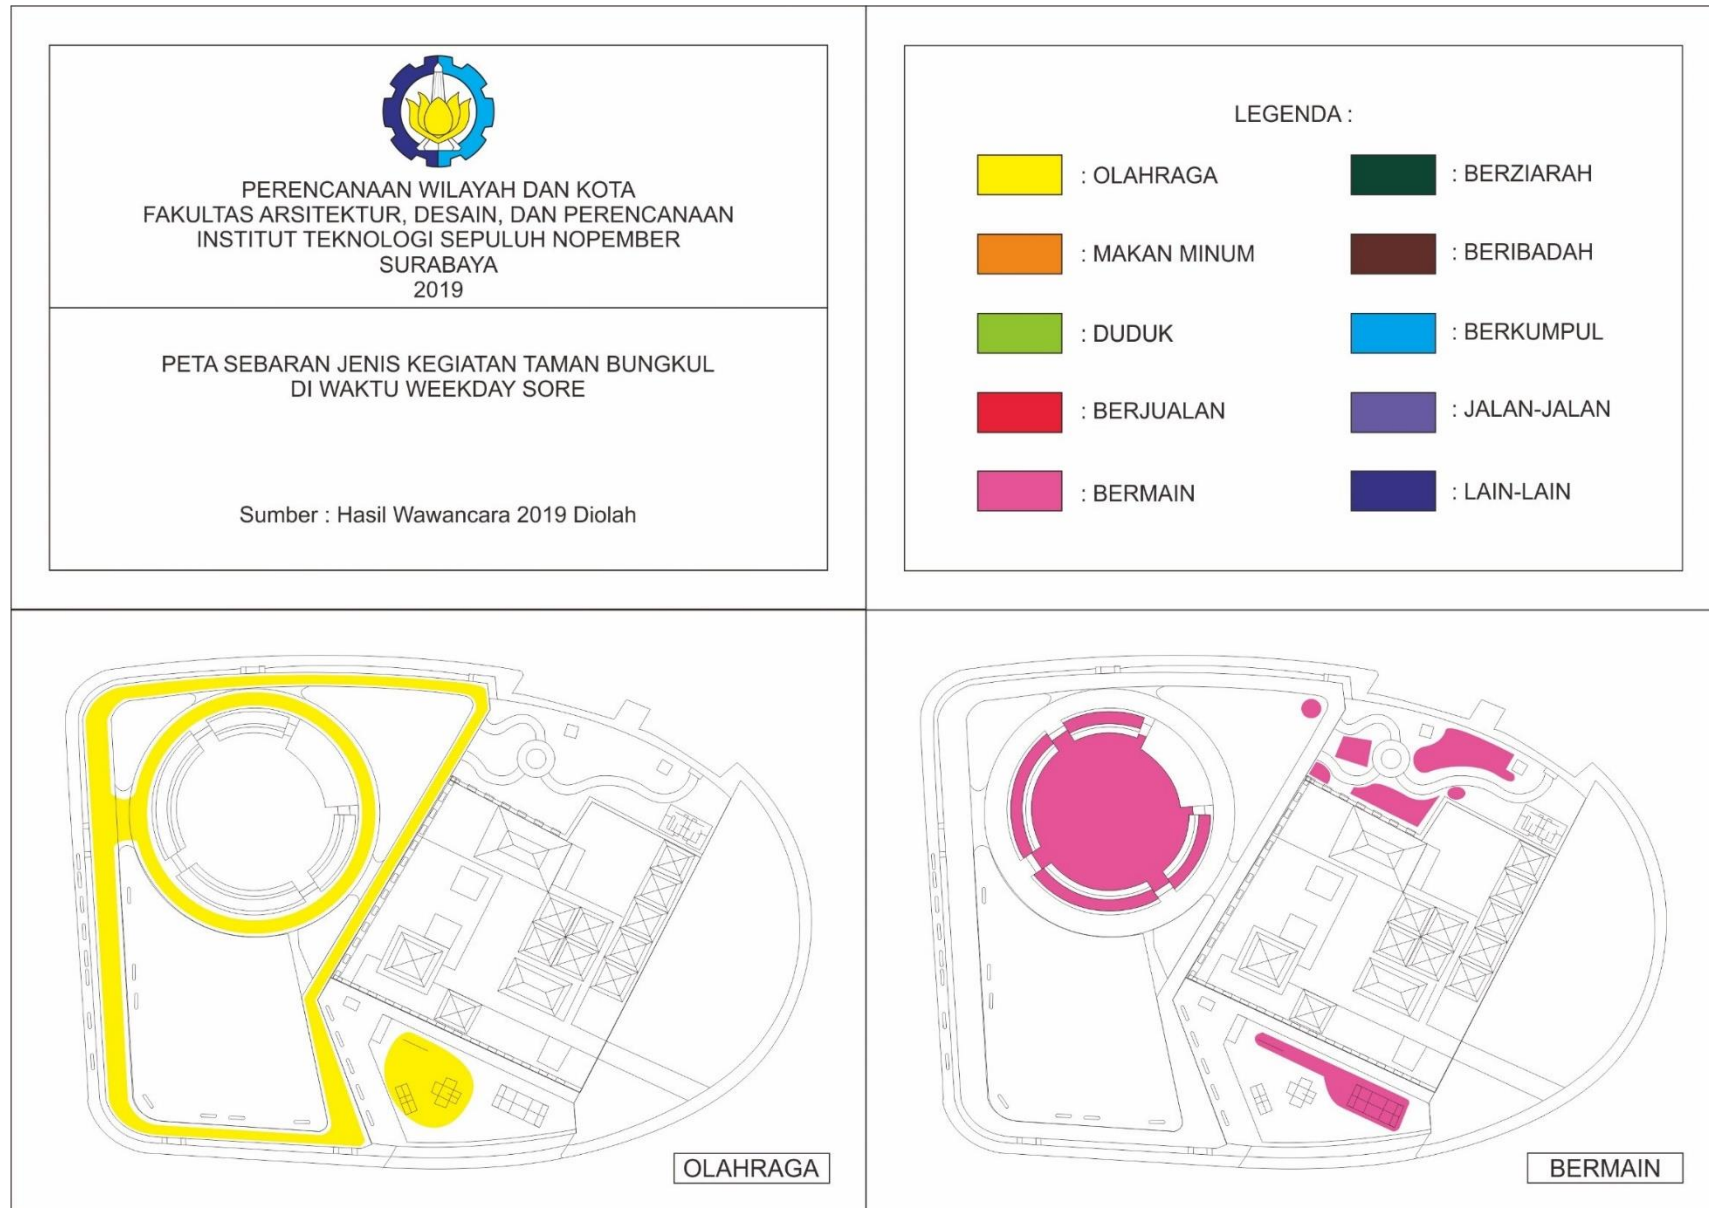 PERENCANAAN WILAYAH DAN KOTA
FAKULTAS ARSITEKTUR, DESAIN, DAN PERENCANAAN
INSTITUT TEKNOLOGI SEPULUH NOPEMBER
SURABAYA
2019
PETA SEBARAN JENIS KEGIATAN TAMAN BUNGKUL
DI WAKTU WEEKDAY SORE
Sumber : Hasil Wawancara 2019 Diolah
LEGENDA :
: OLAHRAGA
: MAKAN MINUM
: DUDUK
: BERJUALAN
: BERMAIN
: BERZIARAH
: BERIBADAH
: BERKUMPUL
: JALAN-JALAN
: LAIN-LAIN
OLAHRAGA
BERMAIN